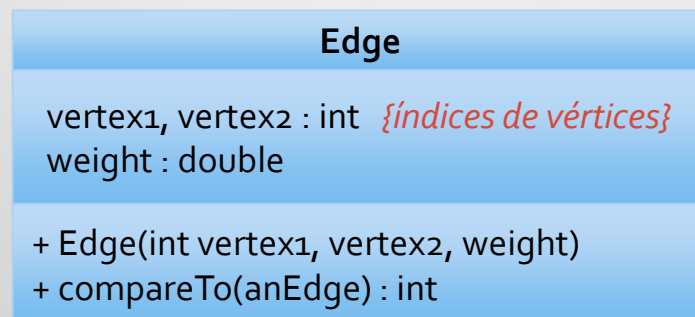 Edge
vertex1, vertex2 : int {índices de vértices}
weight : double
+ Edge(int vertex1, vertex2, weight)
+ compareTo(anEdge) : int